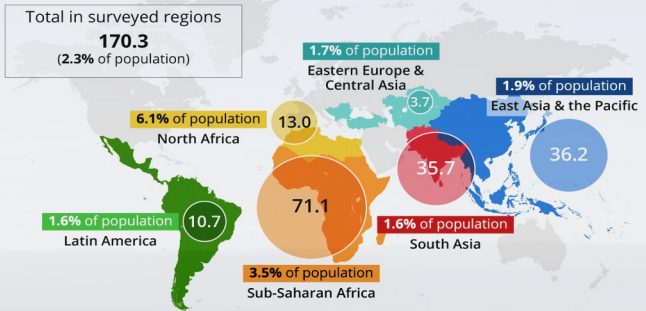 Total in surveyed regions
170.3
(2.3% of population)
1.7% of population
Eastern Europe &
Central Asia
3.7
1.9% of population
East Asia & the Pacific
36.2
6.1% of population
North Africa
13.0
35.7
1.6% of population
South Asia
71.1
3.5% of population
Sub-Saharan Africa
1.6% of population
Latin America
10.7